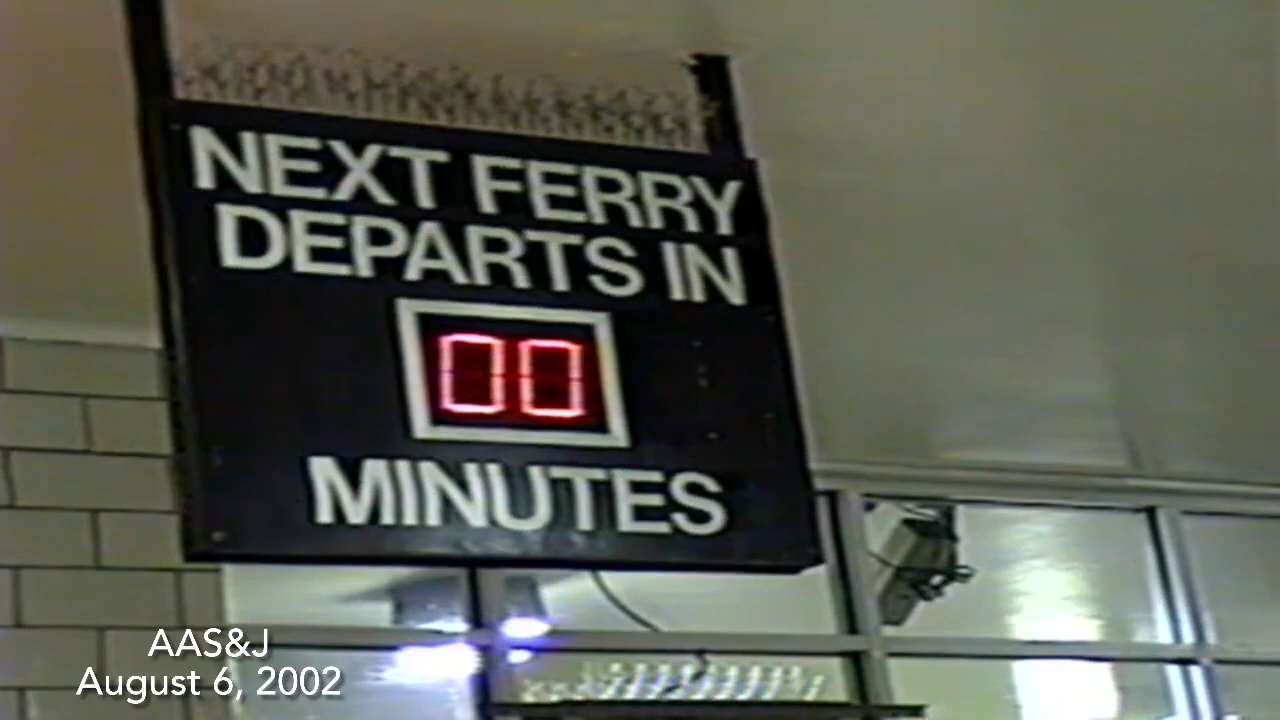 NEXT FERRY
DEPARTS IN
00
MINUTES
AAS&J
August 6, 2002